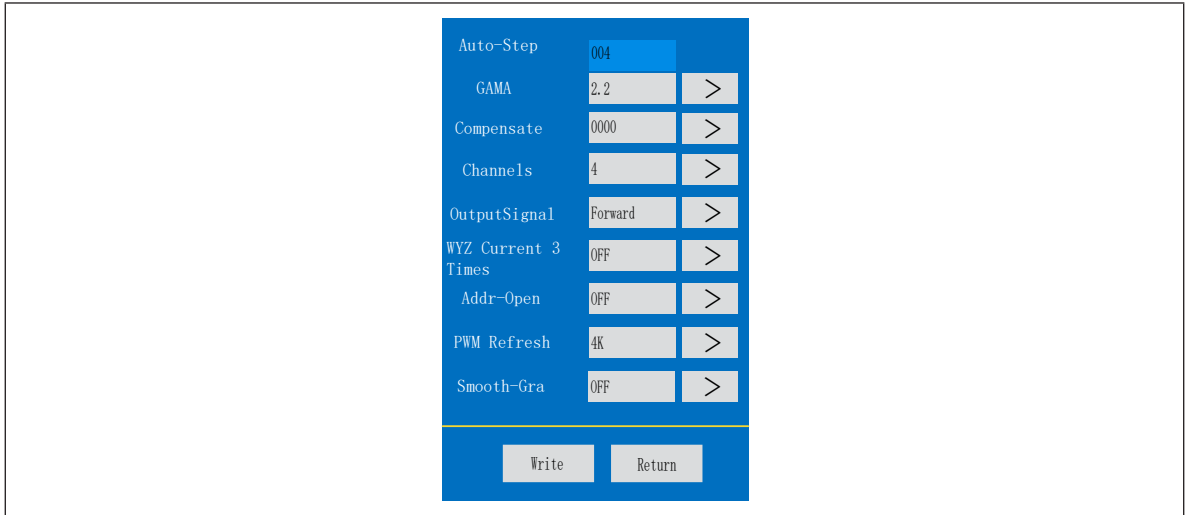 Auto-Step 004
GAMA 2.2 >
Compensate 0000 >
Channels 4 >
OutputSignal Forward >
WYZ Current 3
Times OFF >
Addr-Open OFF >
PWM Refresh 4K >
Smooth-Gra OFF >
Write Return